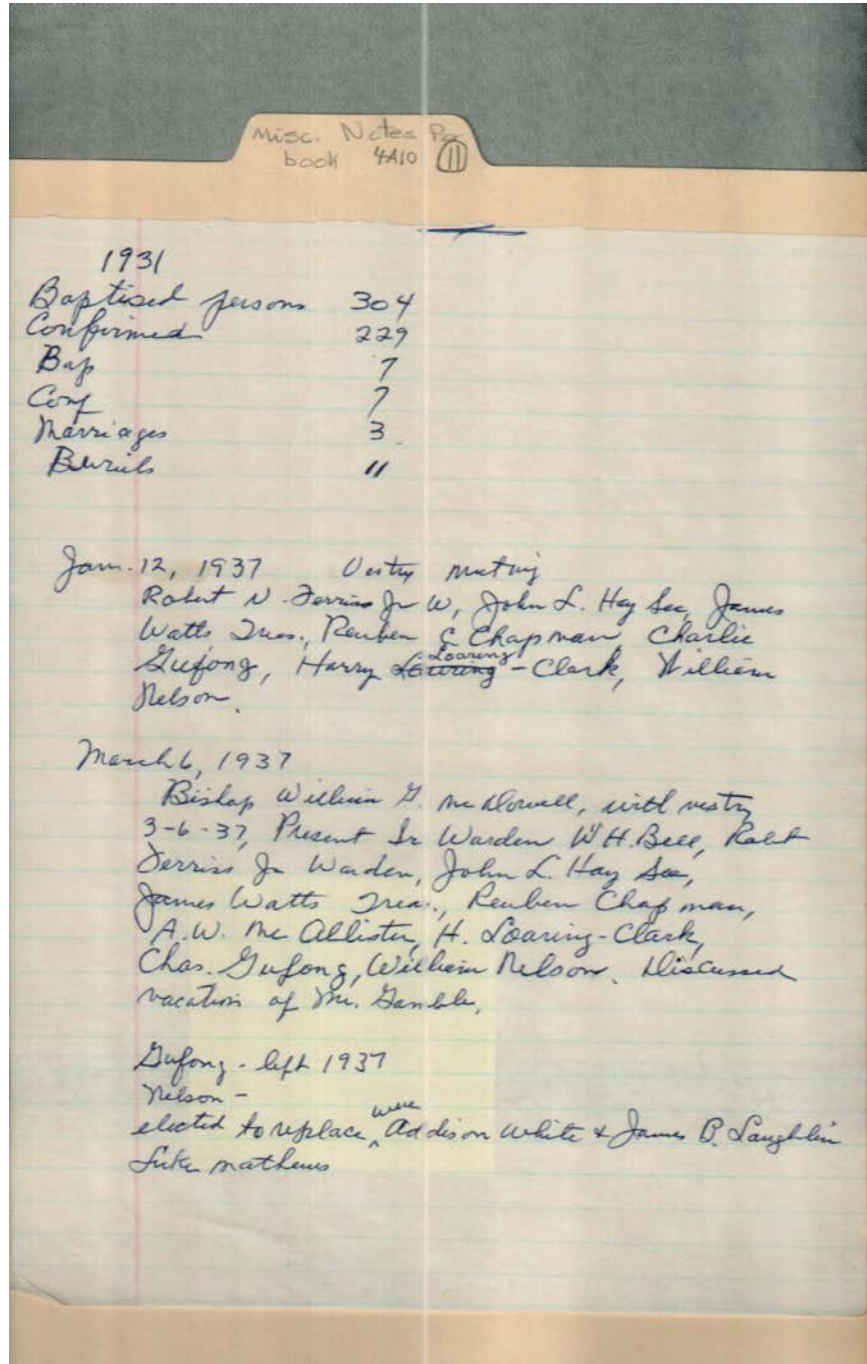 Misc. Notes
book 4A10 11
1931
Baptised persons 304
Confirmed 229
Bap 7
Conf 7
Marriages 3
Burials 11
Jan. 12, 1937 Vestry meeting
Robert N. Ferriss Jr W, John L. Hay Sec, James
Watts Treas., Reuben C Chapman Charlie
Gufong, Harry Loaring - Clark, William
Nelson.
March 6, 1937
Bishop William G. McDowell, with vestry
3-6-37, Present Sr Warden W H. Bell, Robt
Ferriss Jr Warden, John L. Hay Sec,
James Watts Trea., Reuben Chapman,
A.W. McAllister, H. Loaring-Clark,
Chas. Gufong, William Nelson. Discussed
vacation of Mr. Gamble,
Gufong - left 1937
Nelson -
elected to replace were Addison White & James B. Laughlin
Luke Mathews